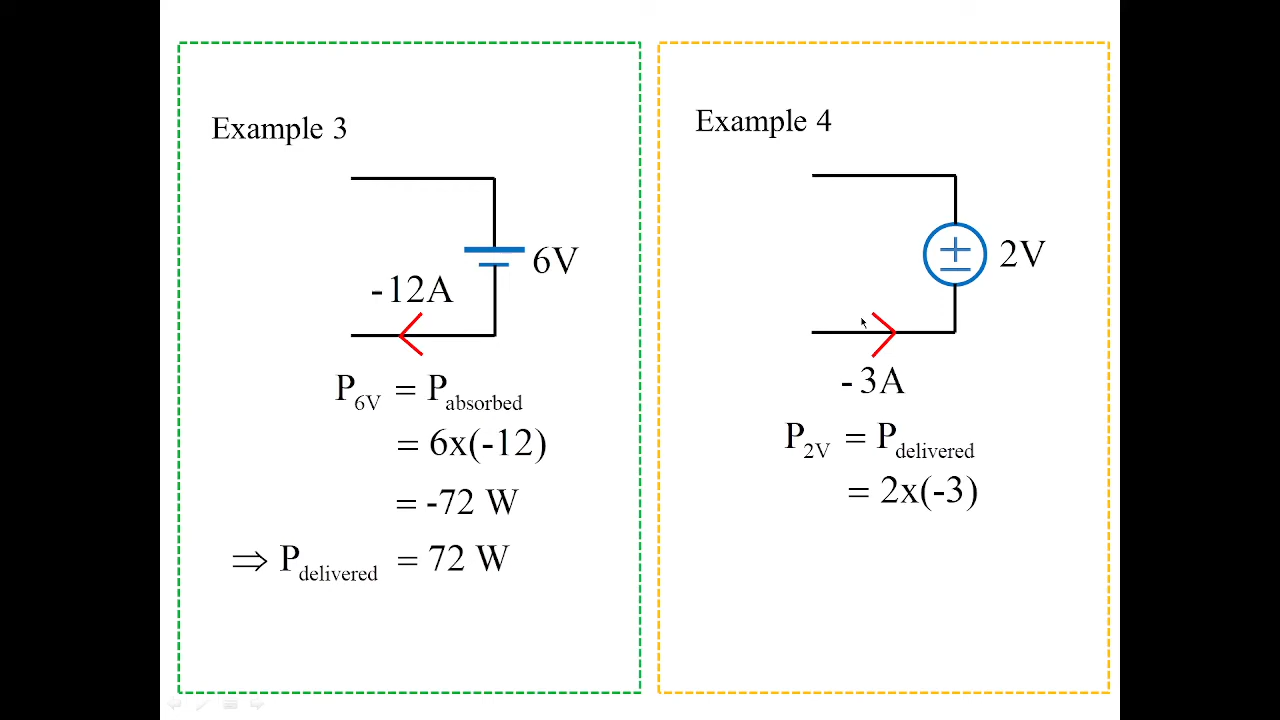 Example 3
-12A
6V
P6V = Pabsorbed
= 6x(-12)
= -72 W
⇒ Pdelivered = 72 W
Example 4
+
−
2V
-3A
P2V = Pdelivered
= 2x(-3)